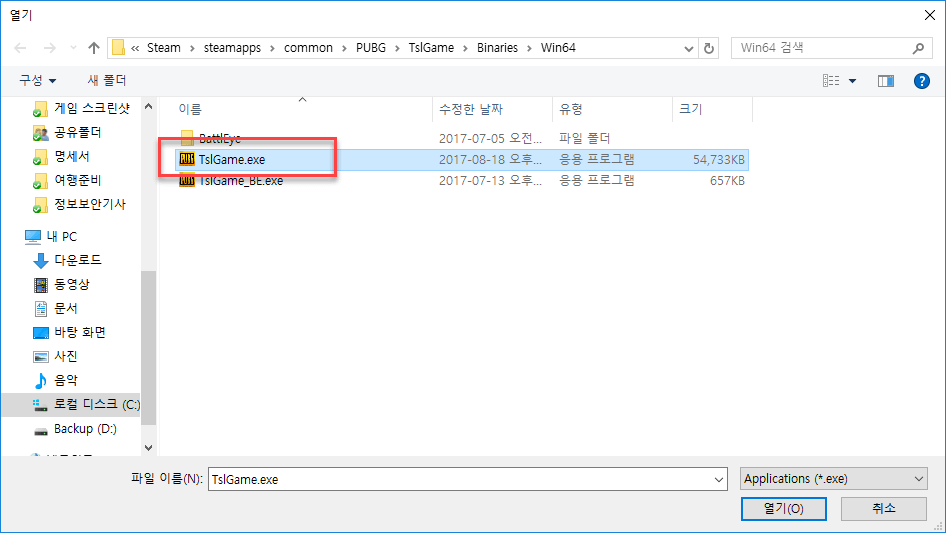 열기
« Steam > steamapps > common > PUBG > TslGame > Binaries > Win64
Win64 검색
구성 새 폴더
이름 수정한 날짜 유형 크기
BattlEye 2017-07-05 오전... 파일 폴더
TslGame.exe 2017-08-18 오후... 응용 프로그램 54,733KB
TslGame_BE.exe 2017-07-13 오후... 응용 프로그램 657KB
게임 스크린샷
공유폴더
명세서
여행준비
정보보안기사
내 PC
다운로드
동영상
문서
바탕 화면
사진
음악
로컬 디스크 (C:)
Backup (D:)
파일 이름(N): TslGame.exe Applications (*.exe)
열기(O) 취소